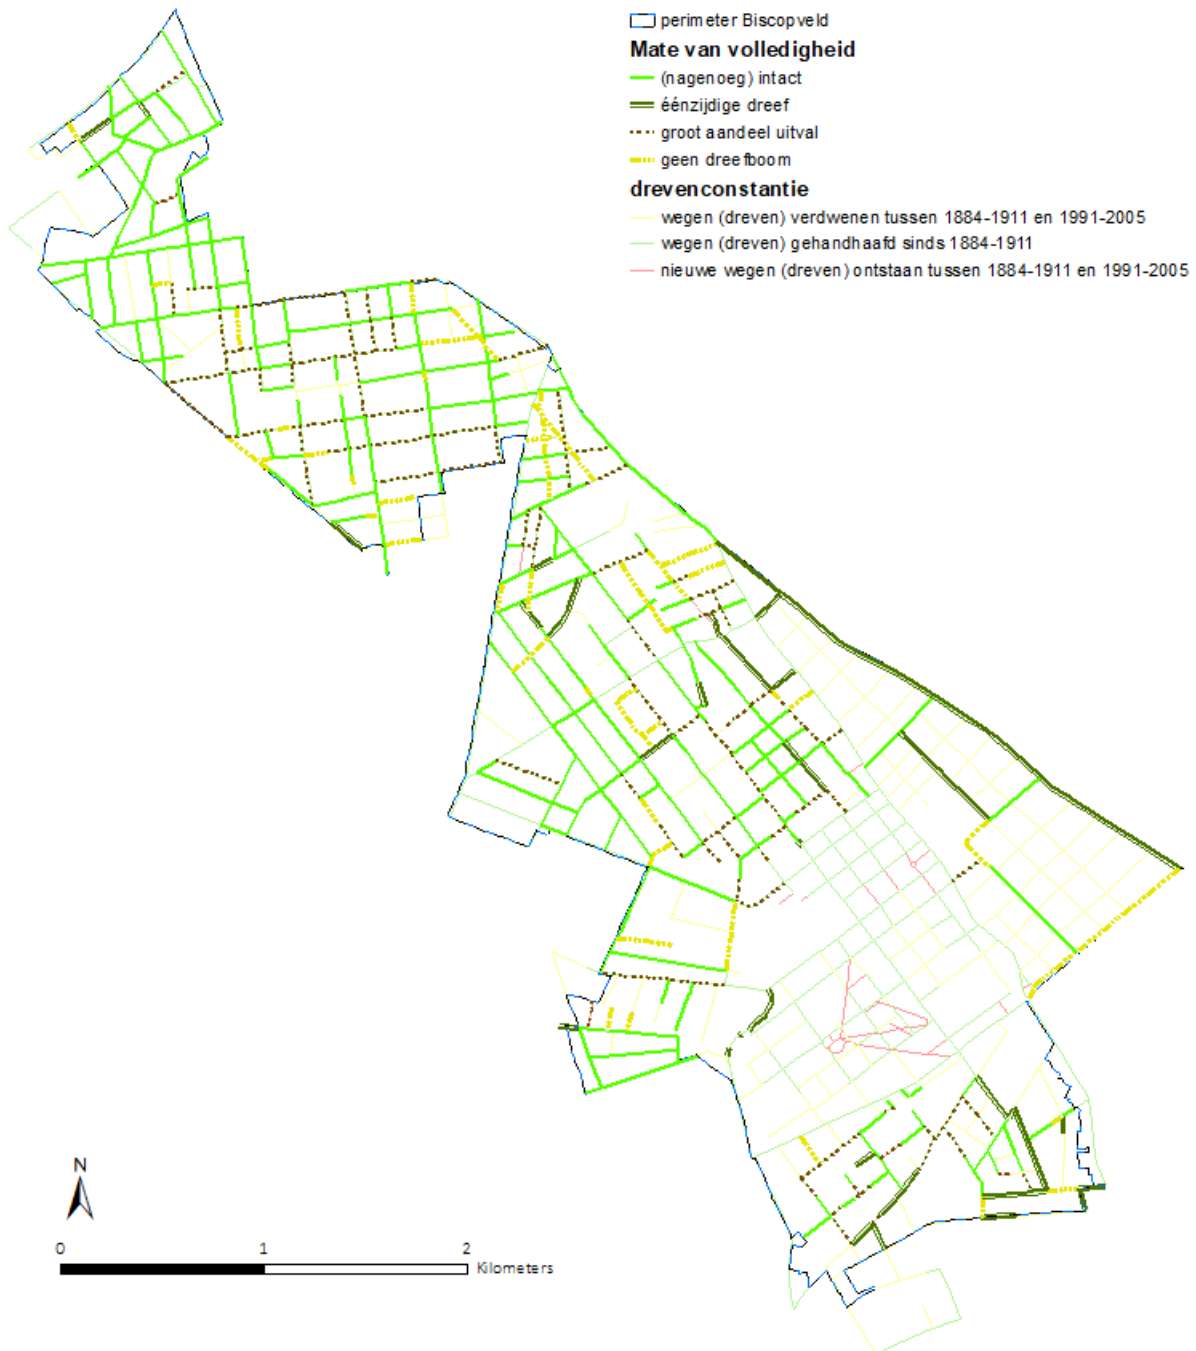 perimeter Biscopveld
Mate van volledigheid
(nagenoeg) intact
éénzijdige dreef
groot aandeel uitval
geen dreefboom
drevenconstantie
wegen (dreven) verdwenen tussen 1884-1911 en 1991-2005
wegen (dreven) gehandhaafd sinds 1884-1911
nieuwe wegen (dreven) ontstaan tussen 1884-1911 en 1991-2005
N
0 1 2
Kilometers